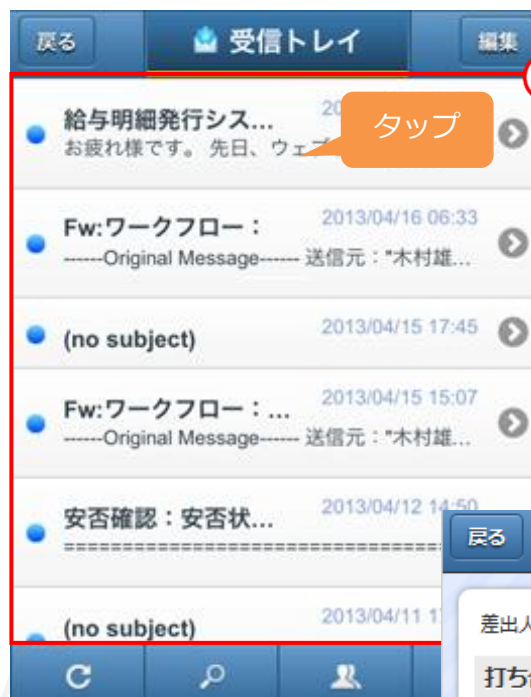 戻る 受信トレイ 編集
給与明細発行シス... 20
タップ
お疲れ様です。 先日、ウェブ
Fw:ワークフロー： 2013/04/16 06:33
------Original Message------ 送信元："木村雄...
(no subject) 2013/04/15 17:45
Fw:ワークフロー：... 2013/04/15 15:07
------Original Message------ 送信元："木村雄...
安否確認：安否状... 2013/04/12 14:50
==================================
戻る
(no subject) 2013/04/11 1
差出人
打ち